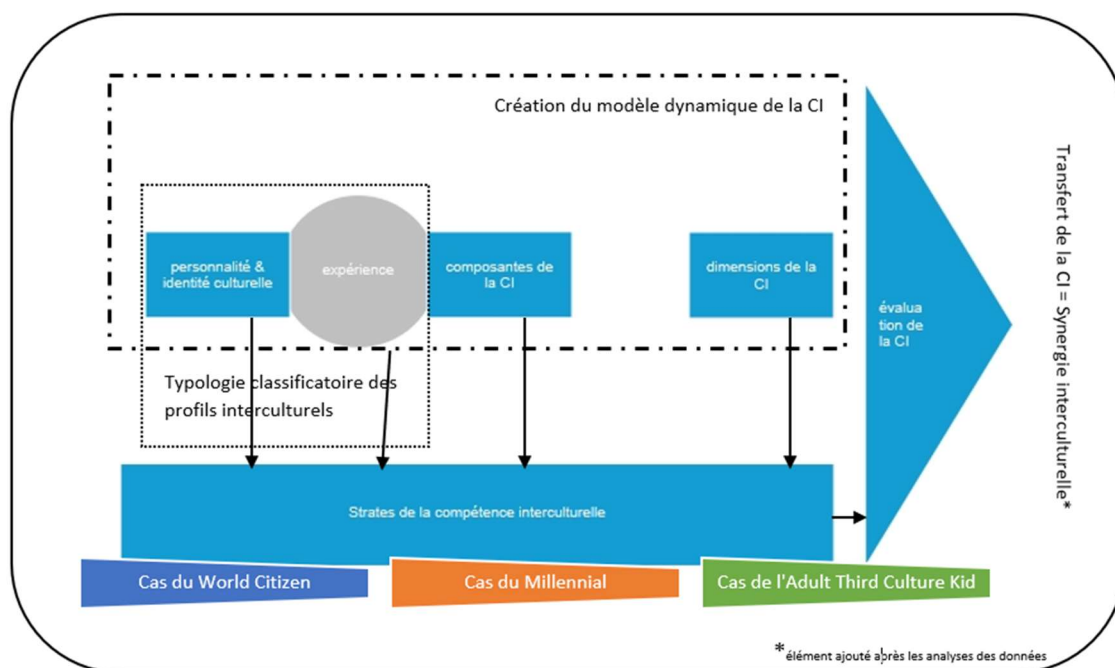 Création du modèle dynamique de la CI
personnalité &
identité culturelle
expérience
composantes de
la CI
dimensions de la
CI
évalua
tion de
la CI
Transfert de la CI = Synergie interculturelle*
Typologie classificatoire des
profils interculturels
Strates de la compétence interculturelle
Cas du World Citizen
Cas du Millennial
Cas de l'Adult Third Culture Kid
*élément ajouté après les analyses des données